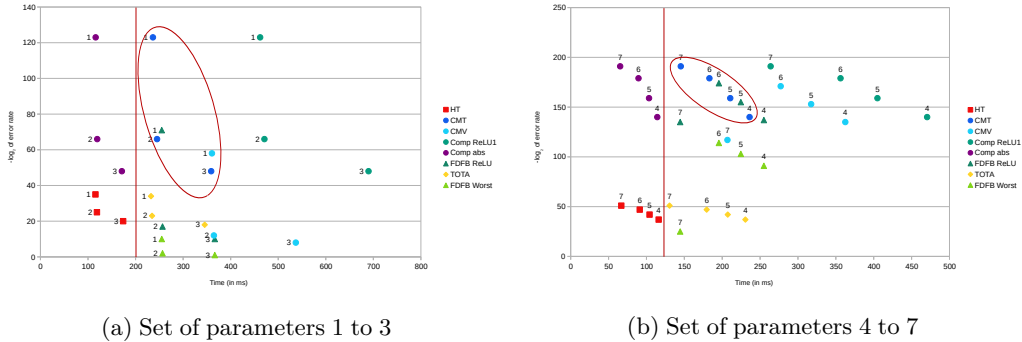 140
120
100
80
60
40
20
0
0 100 200 300 400 500 600 700 800
-log₂ of error rate
Time (in ms)
1 1 1
1 1
2 2 2
3 3 3
1 1
2 2 3
3 2 3
1 3 3
2 3
HT
CMT
CMV
Comp ReLU1
Comp abs
FDFB ReLU
TOTA
FDFB Worst
(a) Set of parameters 1 to 3
250
200
150
100
50
0
0 50 100 150 200 250 300 350 400 450 500
-log₂ of error rate
Time (in ms)
7 7 7
6 6 6 6 6
5 5 5 5 5 5
4 7 4 4 4 4
6 7
5 4
7 6 5 4 7 6 5 4
7
HT
CMT
CMV
Comp ReLU1
Comp abs
FDFB ReLU
TOTA
FDFB Worst
(b) Set of parameters 4 to 7